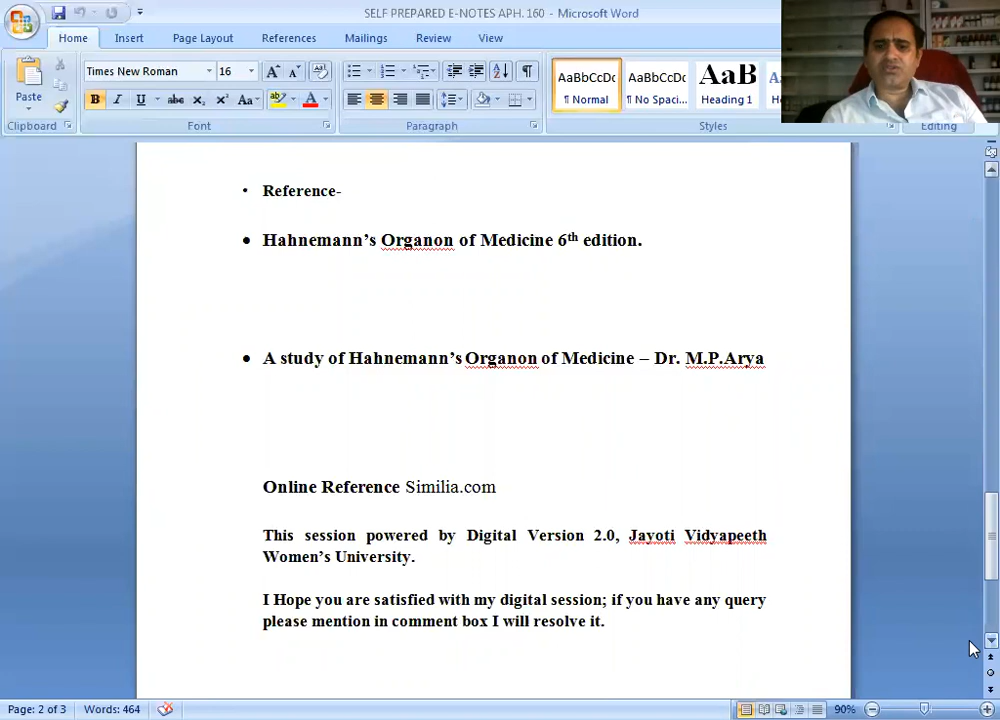 SELF PREPARED E-NOTES APH. 160 - Microsoft Word
Home Insert Page Layout References Mailings Review View
Times New Roman 16
Paste
AaBbCcDc AaBbCcDc AaB
¶ Normal ¶ No Spaci... Heading 1
Clipboard Font Paragraph Styles Editing
• Reference-
• Hahnemann's Organon of Medicine 6th edition.
• A study of Hahnemann's Organon of Medicine – Dr. M.P.Arya
Online Reference Similia.com
This session powered by Digital Version 2.0, Jayoti Vidyapeeth
Women's University.
I Hope you are satisfied with my digital session; if you have any query
please mention in comment box I will resolve it.
Page: 2 of 3 Words: 464 90%